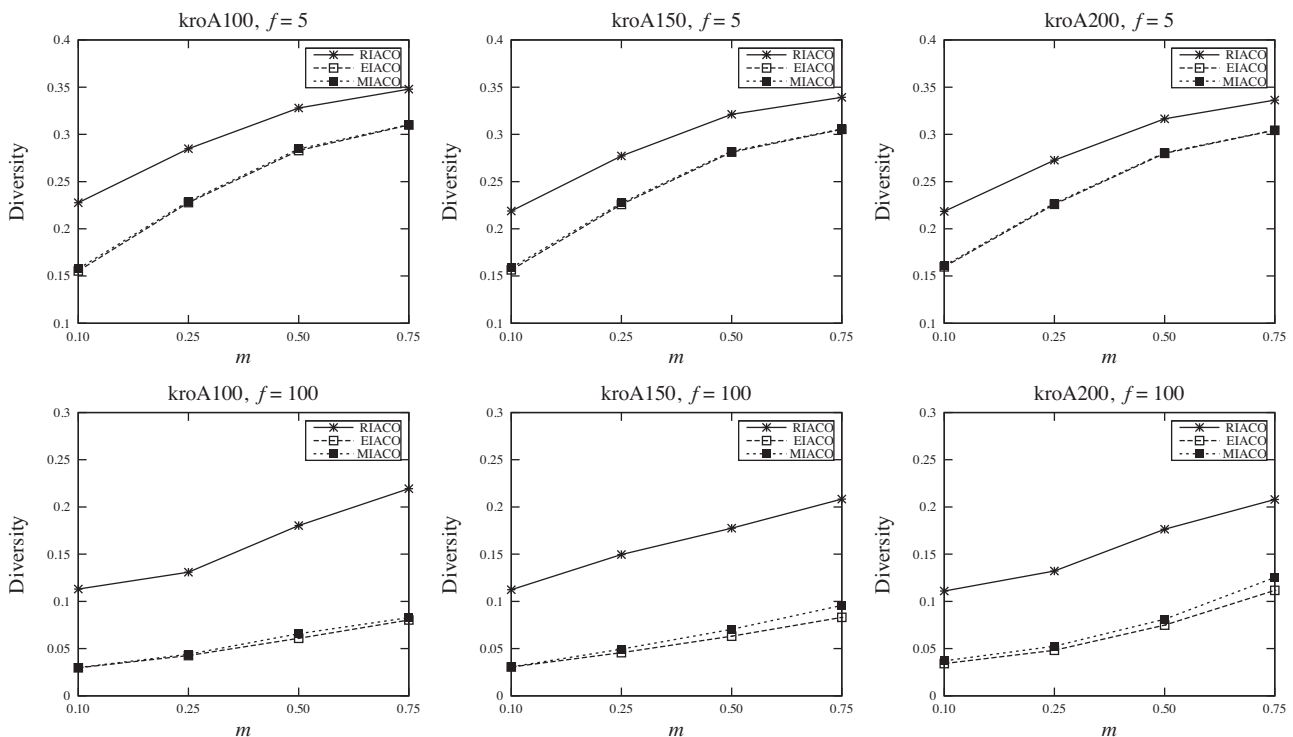 kroA100, f = 5
0.4
0.35
0.3
0.25
0.2
0.15
0.1
Diversity
RIACO
EIACO
MIACO
0.10
0.25
0.50
0.75
m
kroA150, f = 5
0.4
0.35
0.3
0.25
0.2
0.15
0.1
Diversity
RIACO
EIACO
MIACO
0.10
0.25
0.50
0.75
m
kroA200, f = 5
0.4
0.35
0.3
0.25
0.2
0.15
0.1
Diversity
RIACO
EIACO
MIACO
0.10
0.25
0.50
0.75
m
kroA100, f = 100
0.3
0.25
0.2
0.15
0.1
0.05
0
Diversity
RIACO
EIACO
MIACO
0.10
0.25
0.50
0.75
m
kroA150, f = 100
0.3
0.25
0.2
0.15
0.1
0.05
0
Diversity
RIACO
EIACO
MIACO
0.10
0.25
0.50
0.75
m
kroA200, f = 100
0.3
0.25
0.2
0.15
0.1
0.05
0
Diversity
RIACO
EIACO
MIACO
0.10
0.25
0.50
0.75
m